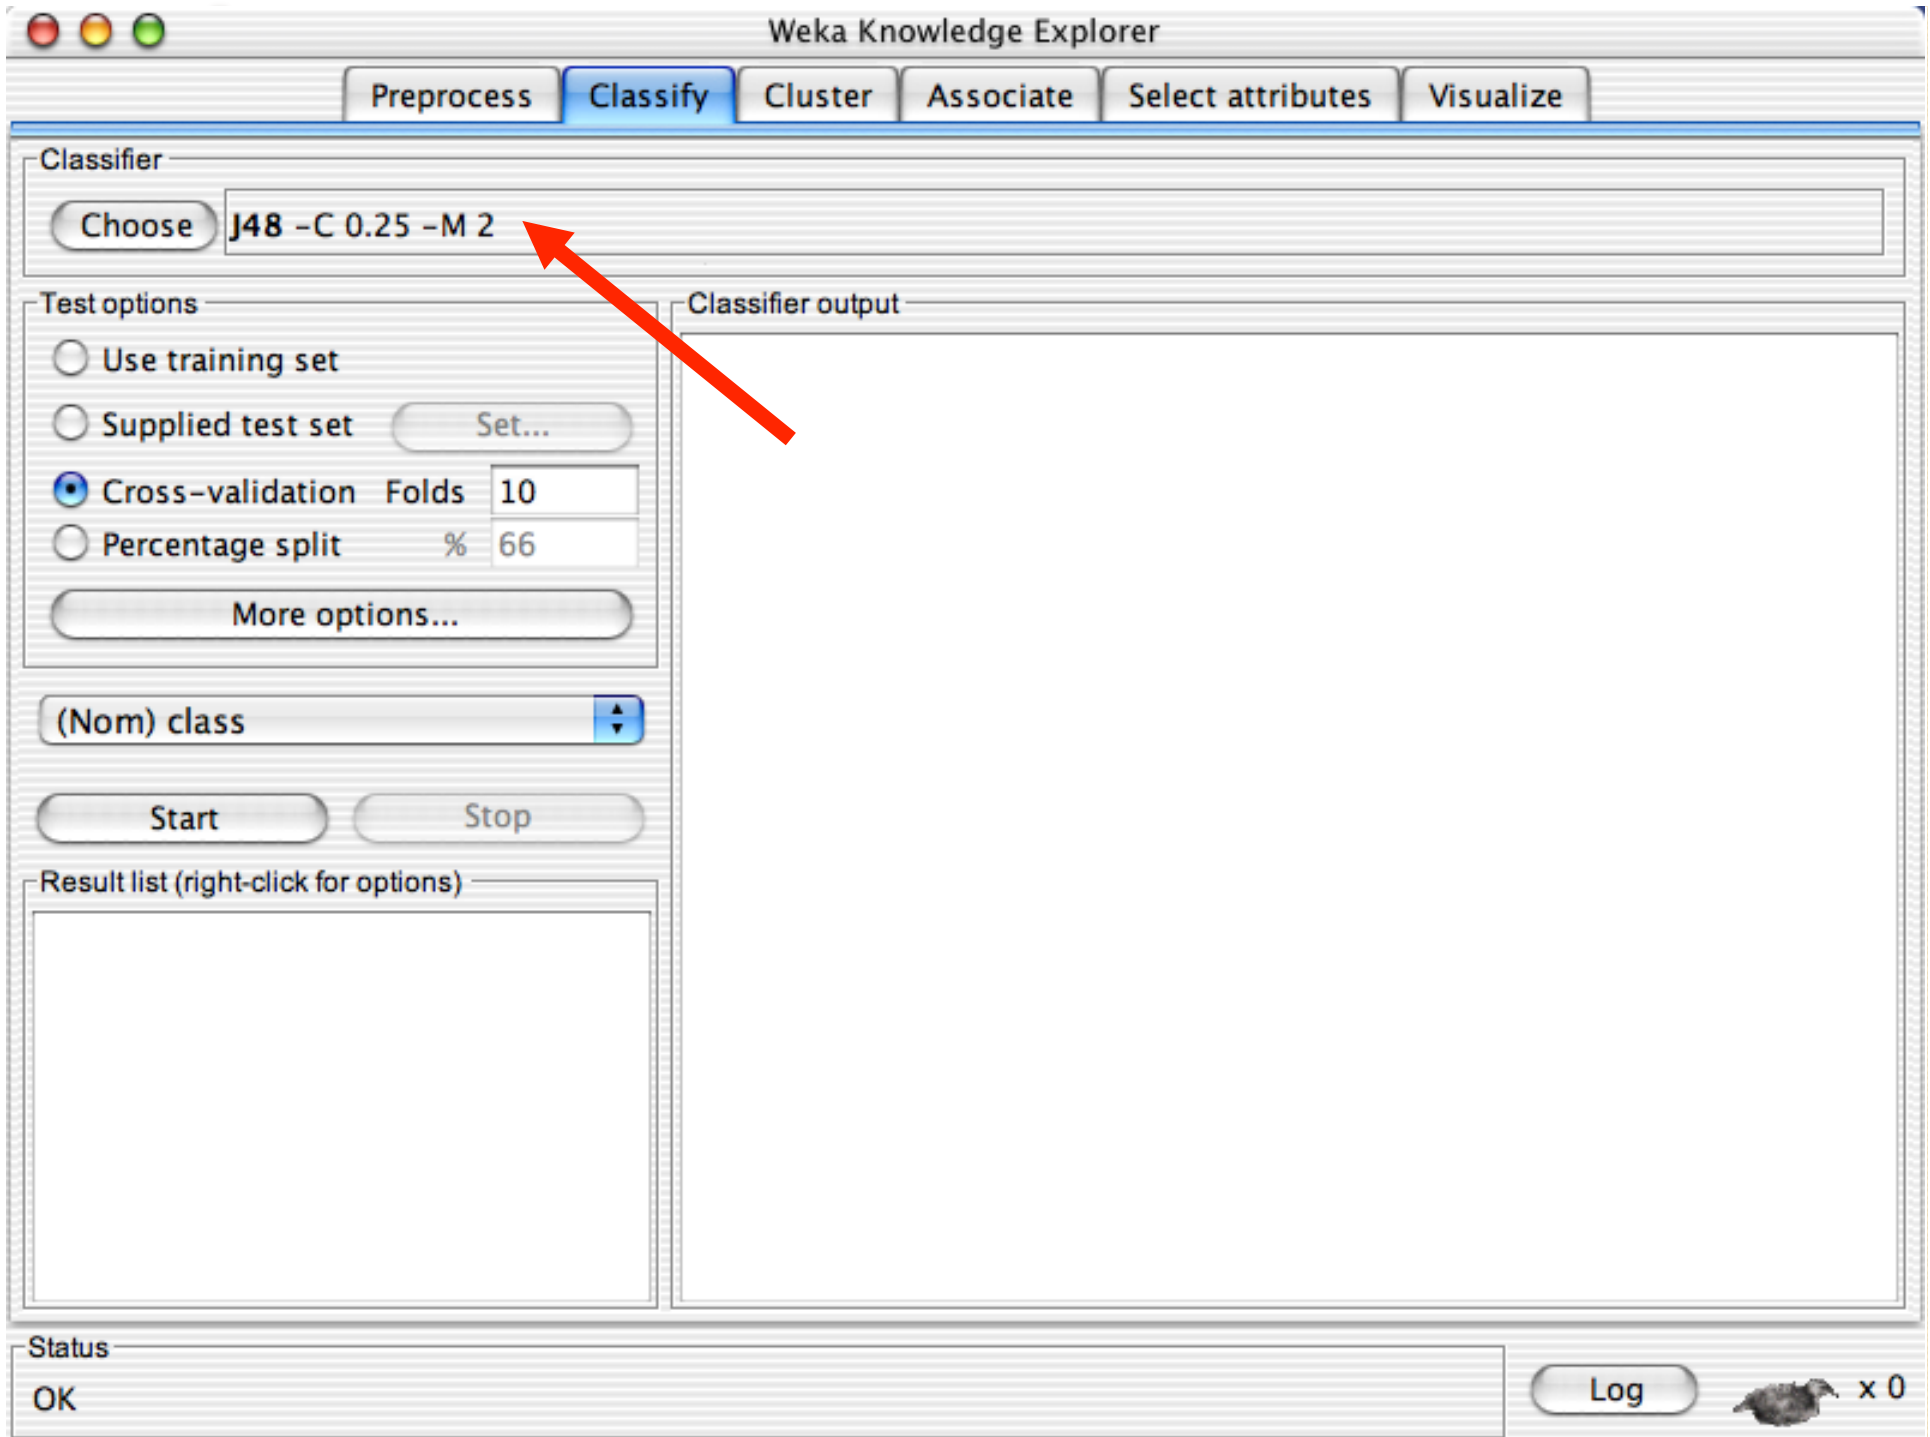 Weka Knowledge Explorer
Preprocess Classify Cluster Associate Select attributes Visualize
Classifier
Choose J48 -C 0.25 -M 2
Test options
Use training set
Supplied test set Set...
Cross-validation Folds 10
Percentage split % 66
More options...
(Nom) class
Start Stop
Result list (right-click for options)
Classifier output
Status
OK
Log x 0